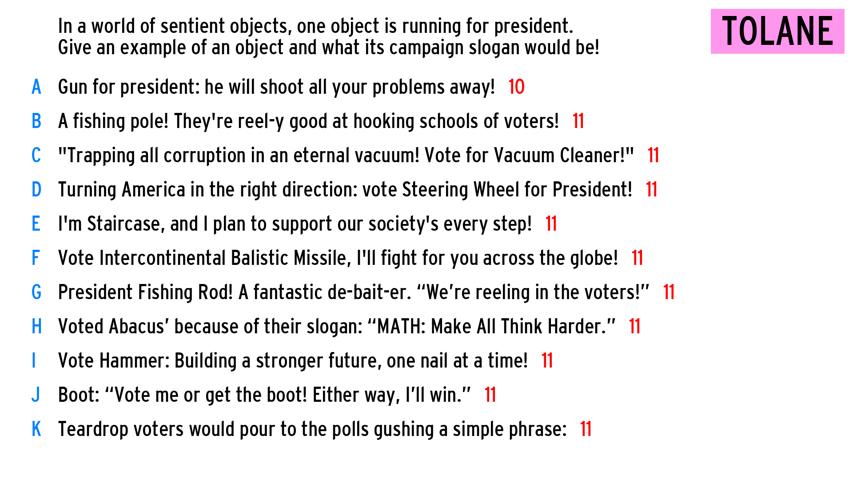 In a world of sentient objects, one object is running for president.
Give an example of an object and what its campaign slogan would be!
TOLANE
A Gun for president: he will shoot all your problems away! 10
B A fishing pole! They're reel-y good at hooking schools of voters! 11
C "Trapping all corruption in an eternal vacuum! Vote for Vacuum Cleaner!" 11
D Turning America in the right direction: vote Steering Wheel for President! 11
E I'm Staircase, and I plan to support our society's every step! 11
F Vote Intercontinental Balistic Missile, I'll fight for you across the globe! 11
G President Fishing Rod! A fantastic de-bait-er. “We’re reeling in the voters!” 11
H Voted Abacus’ because of their slogan: “MATH: Make All Think Harder.” 11
I Vote Hammer: Building a stronger future, one nail at a time! 11
J Boot: “Vote me or get the boot! Either way, I’ll win.” 11
K Teardrop voters would pour to the polls gushing a simple phrase: 11